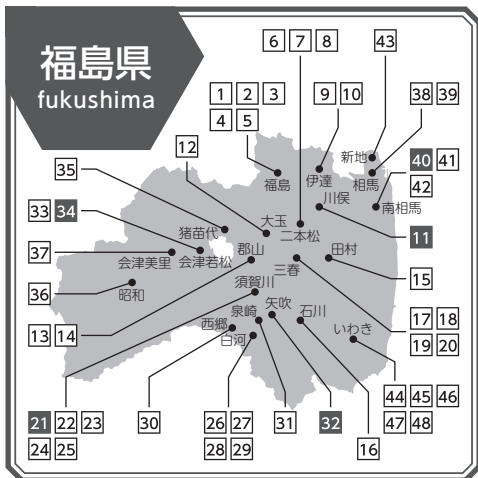 福島県
fukushima
6 7 8
43
1 2 3
4 5
9 10
38 39
12
新地
40 41
42
35
福島
伊達
相馬
南相馬
川俣
33 34
大玉
二本松
11
猪苗代
37
会津美里
会津若松
郡山
三春
田村
15
36
昭和
須賀川
17 18
19 20
13 14
泉崎
矢吹
石川
いわき
西郷
白河
44 45 46
47 48
21 22 23
24 25
30
26 27
28 29
31
32
16